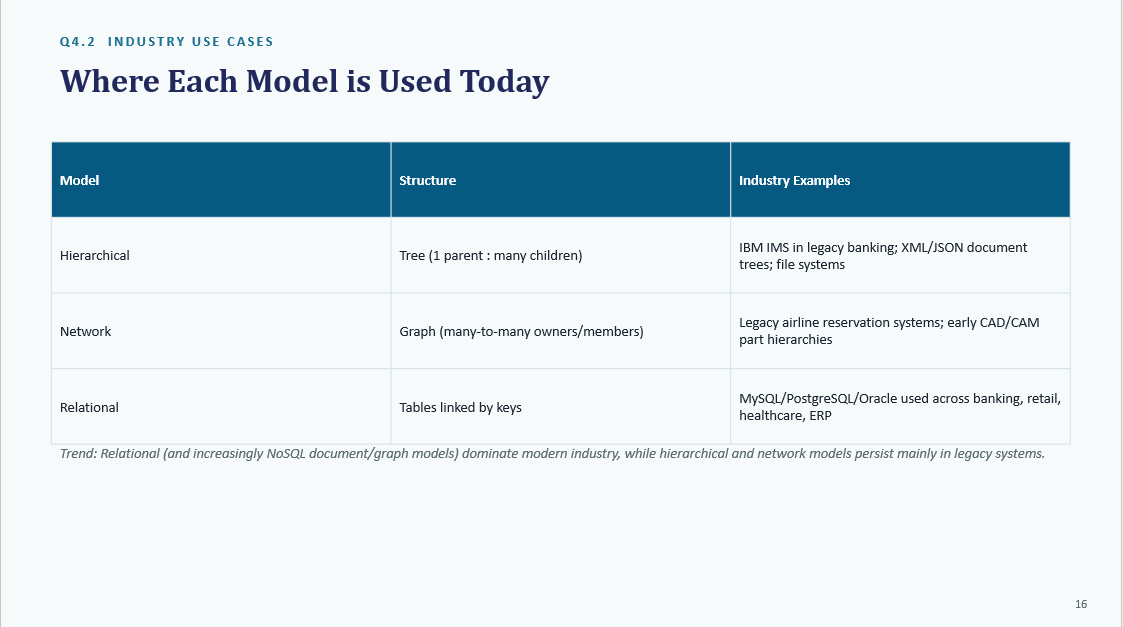 Q4.2 INDUSTRY USE CASES
Where Each Model is Used Today
Model
Structure
Industry Examples
Hierarchical
Tree (1 parent : many children)
IBM IMS in legacy banking; XML/JSON document
trees; file systems
Network
Graph (many-to-many owners/members)
Legacy airline reservation systems; early CAD/CAM
part hierarchies
Relational
Tables linked by keys
MySQL/PostgreSQL/Oracle used across banking, retail,
healthcare, ERP
Trend: Relational (and increasingly NoSQL document/graph models) dominate modern industry, while hierarchical and network models persist mainly in legacy systems.
16